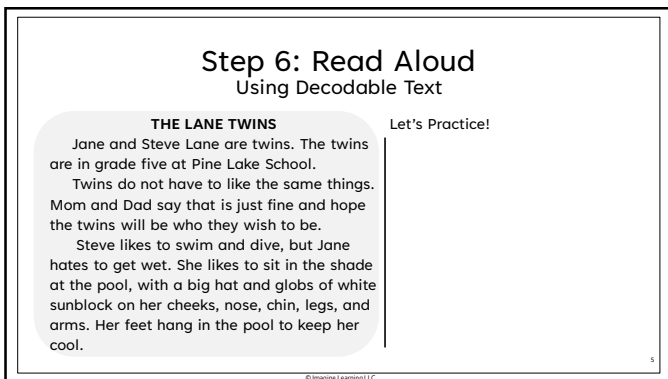 Step 6: Read Aloud
Using Decodable Text
THE LANE TWINS
Jane and Steve Lane are twins. The twins
are in grade five at Pine Lake School.
Twins do not have to like the same things.
Mom and Dad say that is just fine and hope
the twins will be who they wish to be.
Steve likes to swim and dive, but Jane
hates to get wet. She likes to sit in the shade
at the pool, with a big hat and globs of white
sunblock on her cheeks, nose, chin, legs, and
arms. Her feet hang in the pool to keep her
cool.
Let's Practice!
5
© Imagine Learning LLC